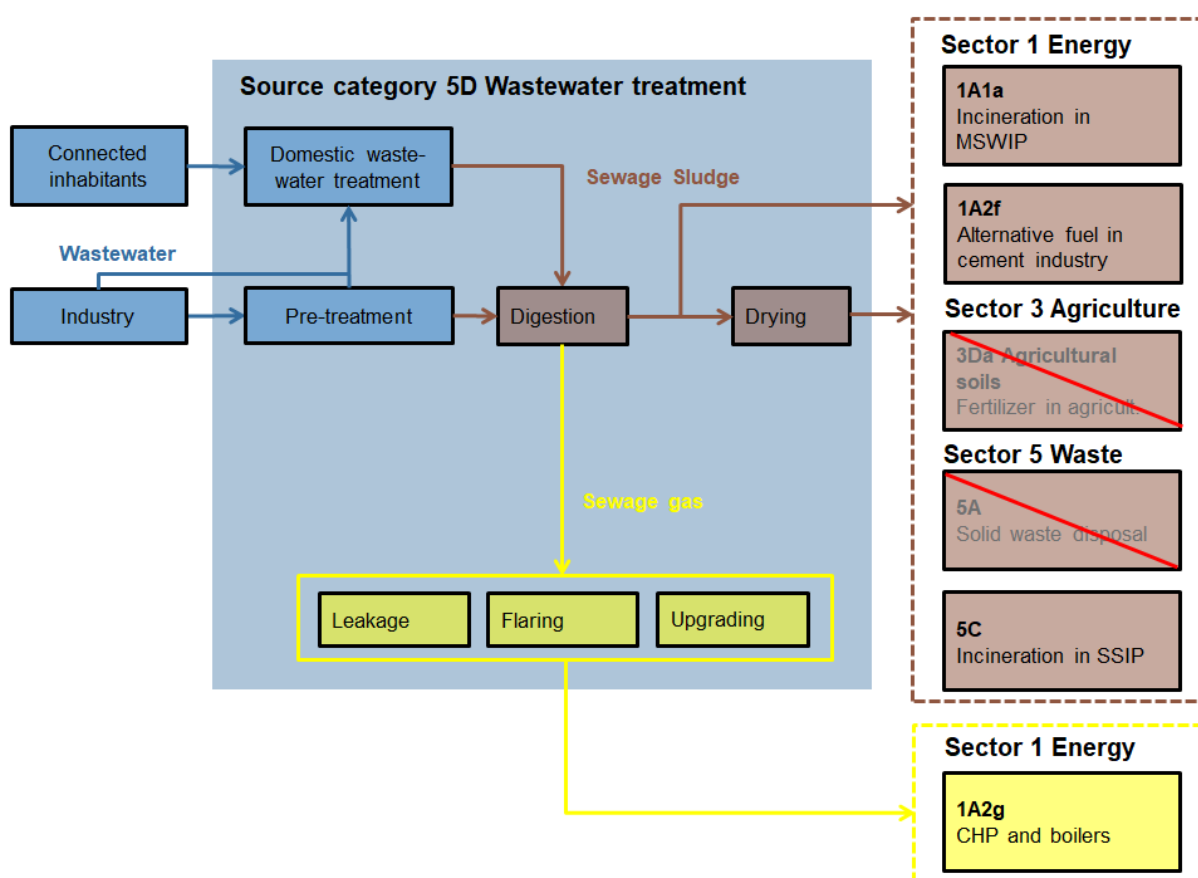 Source category 5D Wastewater treatment
Connected
inhabitants
Domestic waste-
water treatment
Sewage Sludge
Wastewater
Industry
Pre-treatment
Digestion
Drying
Sewage gas
Leakage
Flaring
Upgrading
Sector 1 Energy
1A1a
Incineration in
MSWIP
1A2f
Alternative fuel in
cement industry
Sector 3 Agriculture
3Da Agricultural
soils
Fertilizer in agricult.
Sector 5 Waste
5A
Solid waste disposal
5C
Incineration in SSIP
Sector 1 Energy
1A2g
CHP and boilers